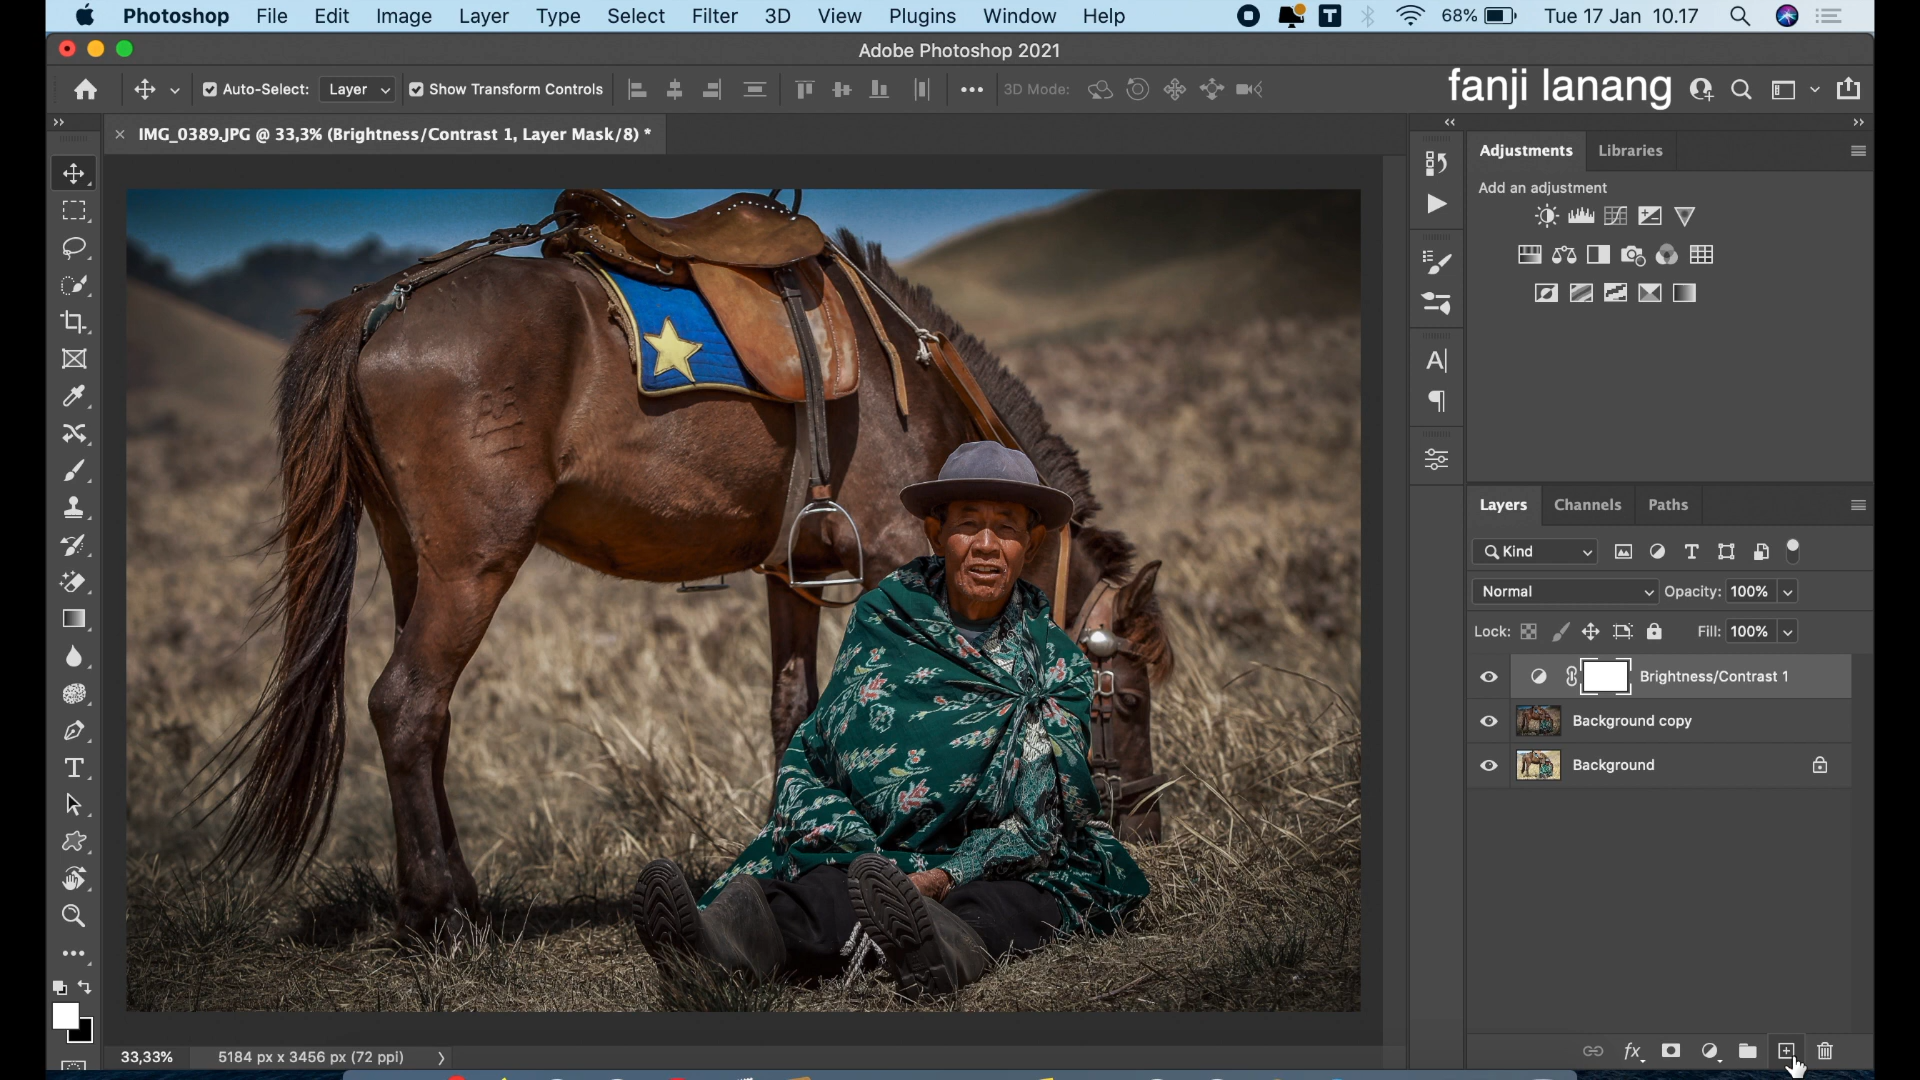 Photoshop File Edit Image Layer Type Select Filter 3D View Plugins Window Help 68% Tue 17 Jan 10.17
Adobe Photoshop 2021
Auto-Select: Layer Show Transform Controls 3D Mode: fanji lanang
IMG_0389.JPG @ 33,3% (Brightness/Contrast 1, Layer Mask/8) *
Adjustments Libraries
Add an adjustment
Layers Channels Paths
Kind
Normal Opacity: 100%
Lock: Fill: 100%
Brightness/Contrast 1
Background copy
Background
33,33% 5184 px x 3456 px (72 ppi)